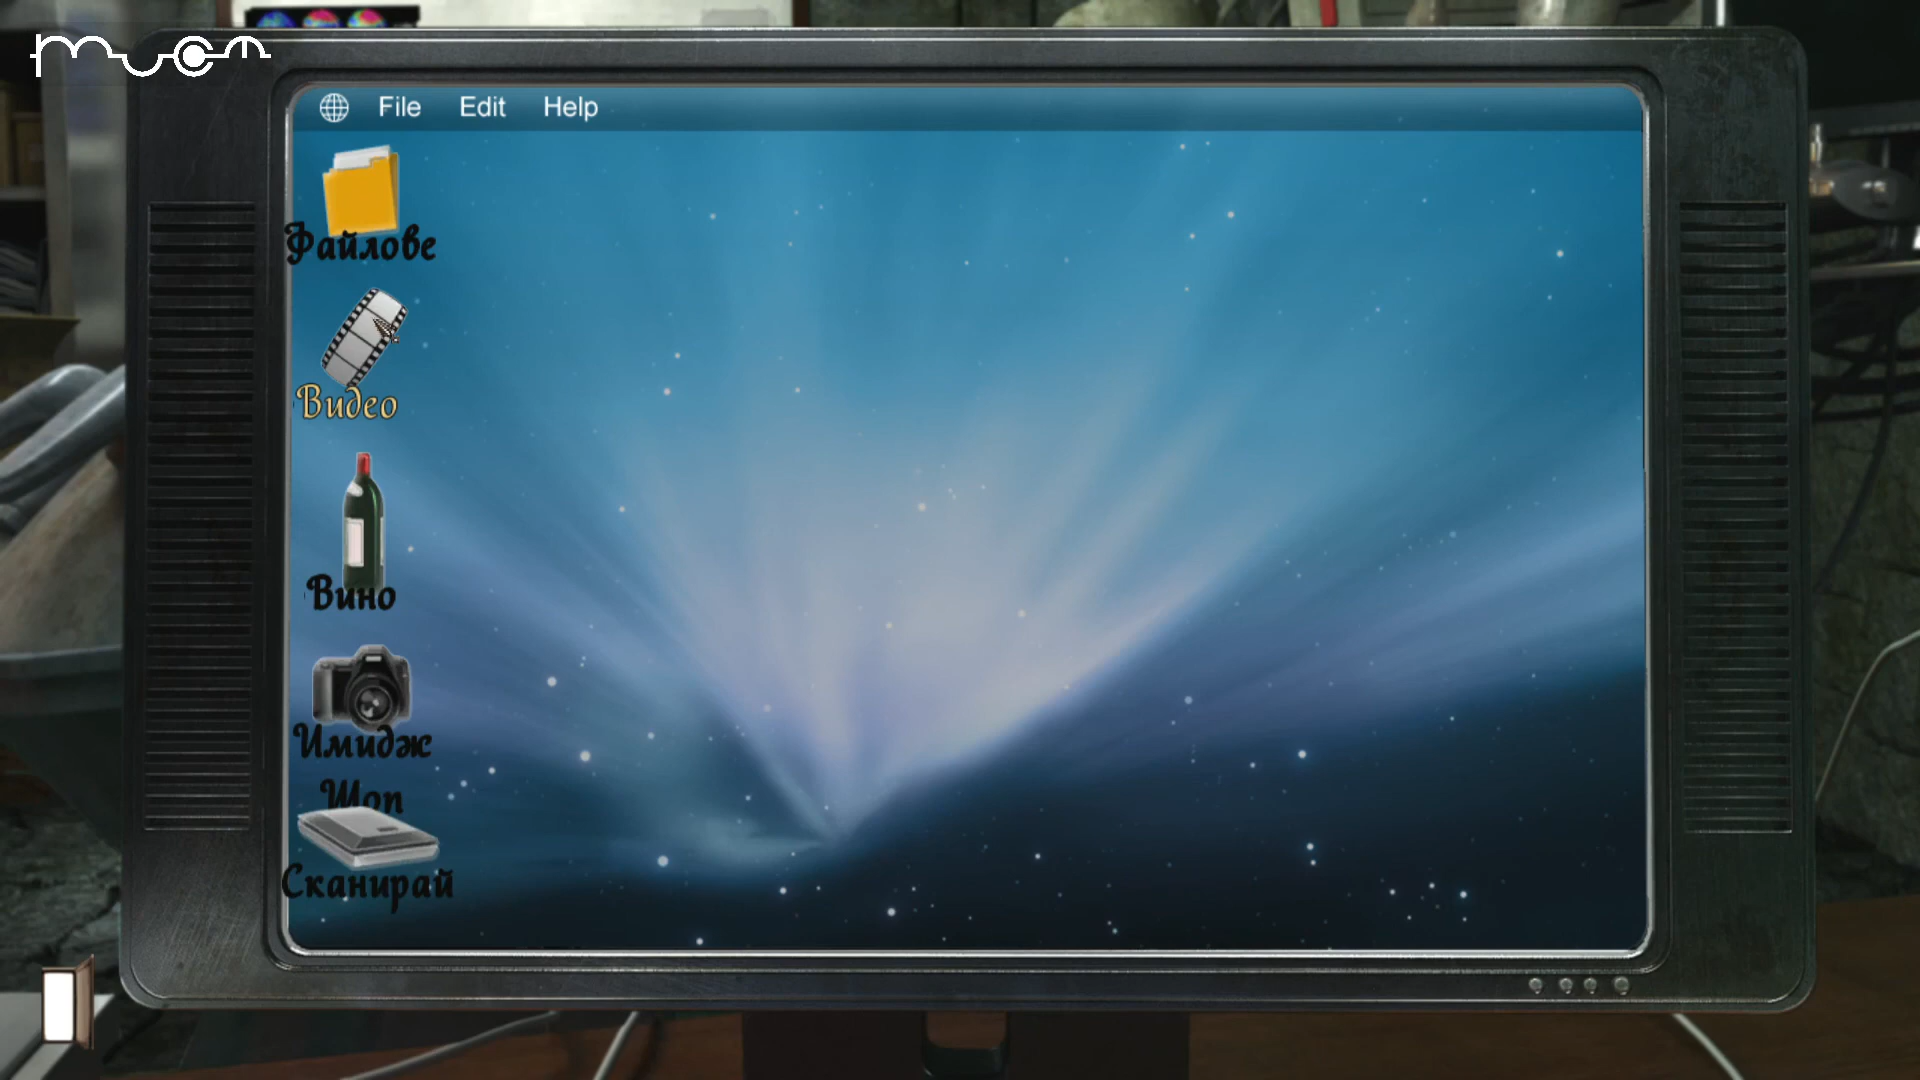 File Edit Help
Файлове
Видео
Вино
Имидж
Шоп
Сканирай